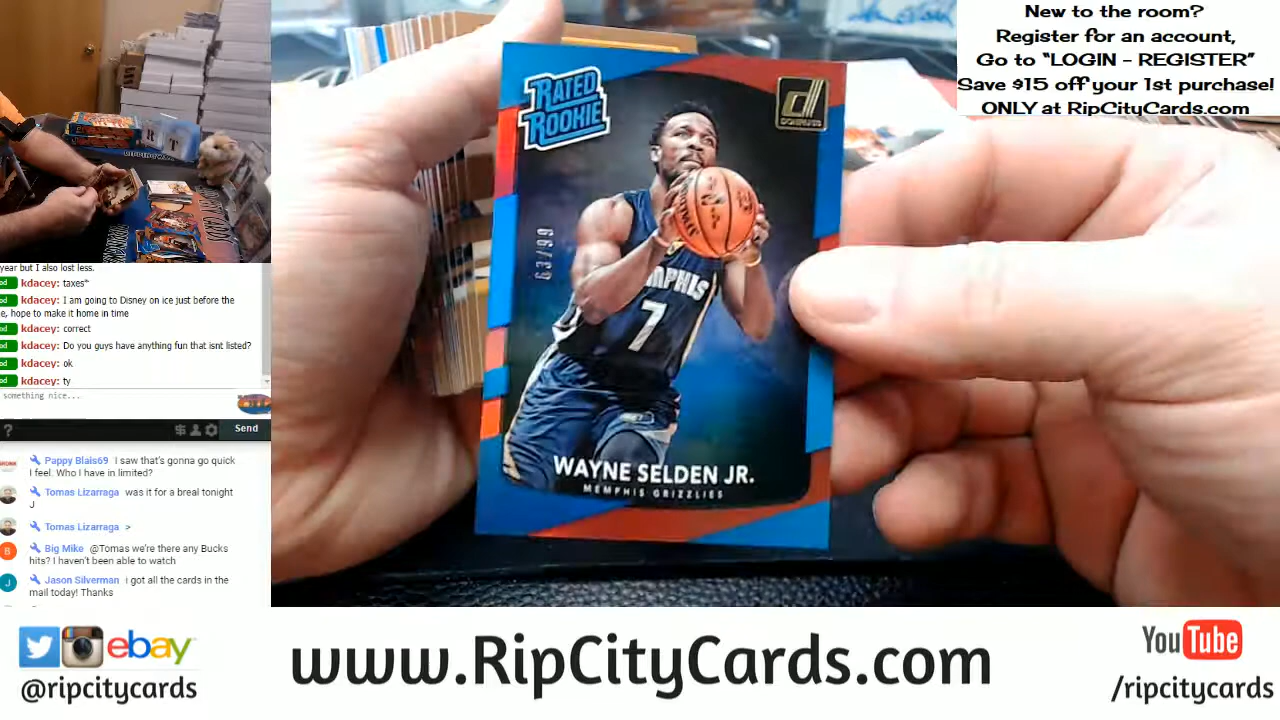 New to the room?
Register for an account,
Go to “LOGIN - REGISTER”
Save $15 off your 1st purchase!
ONLY at RipCityCards.com
RATED
ROOKIE
d
DONRUSS
63/99
MEMPHIS
7
WAYNE SELDEN JR.
MEMPHIS GRIZZLIES
year but I also lost less.
kdacey: taxes*
kdacey: I am going to Disney on ice just before the
e, hope to make it home in time
kdacey: correct
kdacey: Do you guys have anything fun that isnt listed?
kdacey: ok
kdacey: ty
something nice...
?
Send
Pappy Blais69 I saw that's gonna go quick
I feel. Who I have in limited?
Tomas Lizarraga was it for a breal tonight
J
Tomas Lizarraga >
B
Big Mike @Tomas we're there any Bucks
hits? I haven't been able to watch
J
Jason Silverman i got all the cards in the
mail today! Thanks
ebay
@ripcitycards
www.RipCityCards.com
YouTube
/ripcitycards